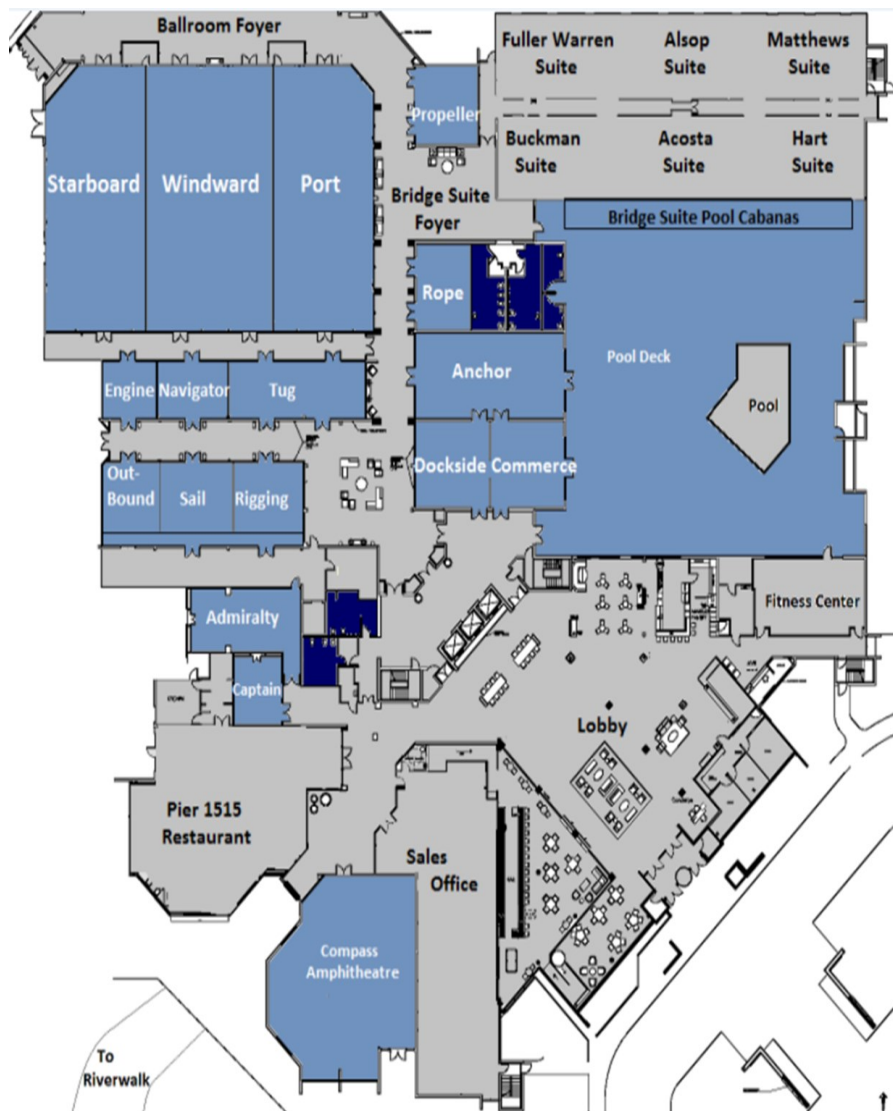 Ballroom Foyer
Fuller Warren
Suite
Alsop
Suite
Matthews
Suite
Propeller
Buckman
Suite
Acosta
Suite
Hart
Suite
Starboard
Windward
Port
Bridge Suite
Foyer
Bridge Suite Pool Cabanas
Rope
Pool Deck
Anchor
Engine
Navigator
Tug
Pool
Dockside
Commerce
Out-
Bound
Sail
Rigging
Admiralty
Fitness Center
Captain
Lobby
Pier 1515
Restaurant
Sales
Office
Compass
Amphitheatre
To
Riverwalk